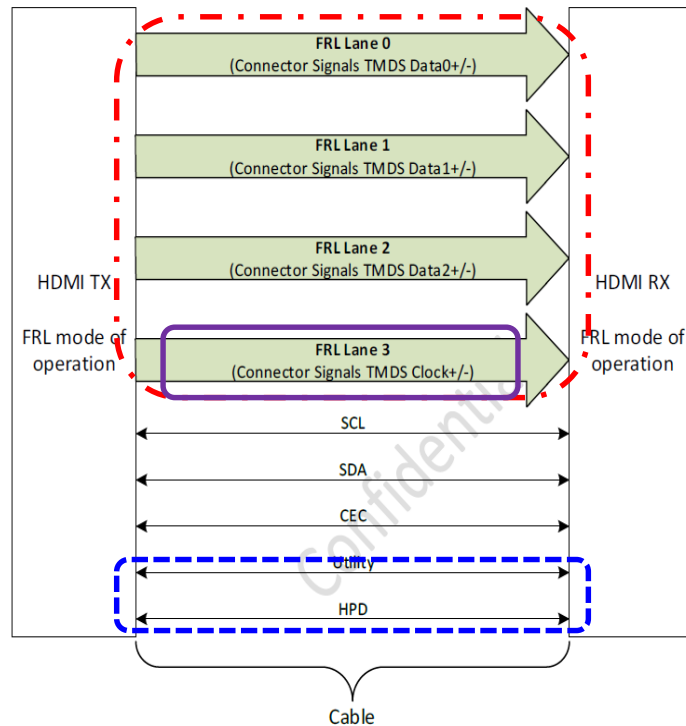 FRL Lane 0
(Connector Signals TMDS Data0+/-)
FRL Lane 1
(Connector Signals TMDS Data1+/-)
FRL Lane 2
(Connector Signals TMDS Data2+/-)
HDMI TX
HDMI RX
FRL mode of
operation
FRL mode of
operation
FRL Lane 3
(Connector Signals TMDS Clock+/-)
SCL
SDA
CEC
Utility
HPD
Confidential
Cable